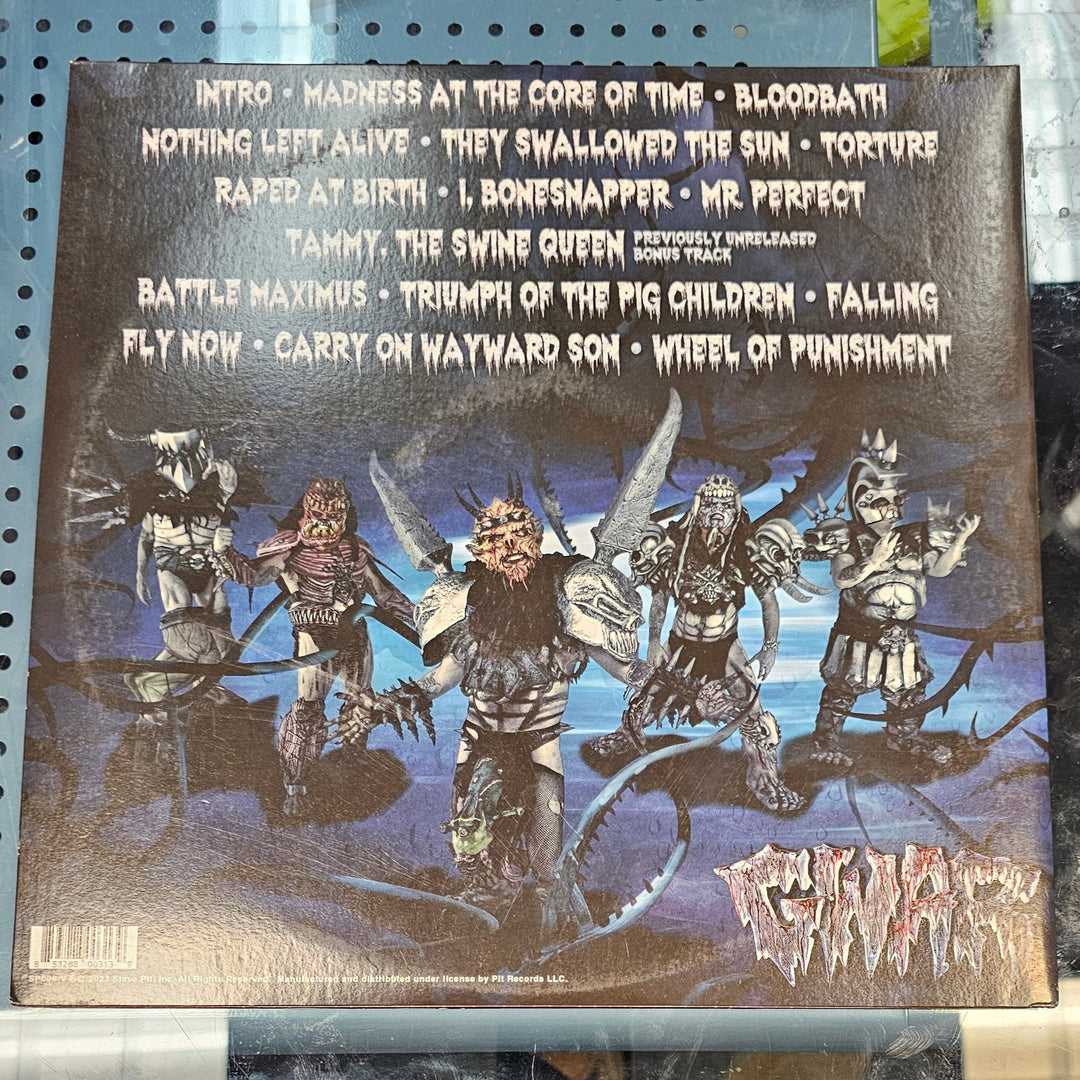 INTRO • MADNESS AT THE CORE OF TIME • BLOODBATH
NOTHING LEFT ALIVE • THEY SWALLOWED THE SUN • TORTURE
RAPED AT BIRTH • I, BONESNAPPER • MR PERFECT
TAMMY, THE SWINE QUEEN PREVIOUSLY UNRELEASED
BONUS TRACK
BATTLE MAXIMUS • TRIUMPH OF THE PIG CHILDREN • FALLING
FLY NOW • CARRY ON WAYWARD SON • WHEEL OF PUNISHMENT
GWAR
2023 Slave Pit, Inc. All Rights Reserved. Manufactured and distributed under license by Pit Records LLC.